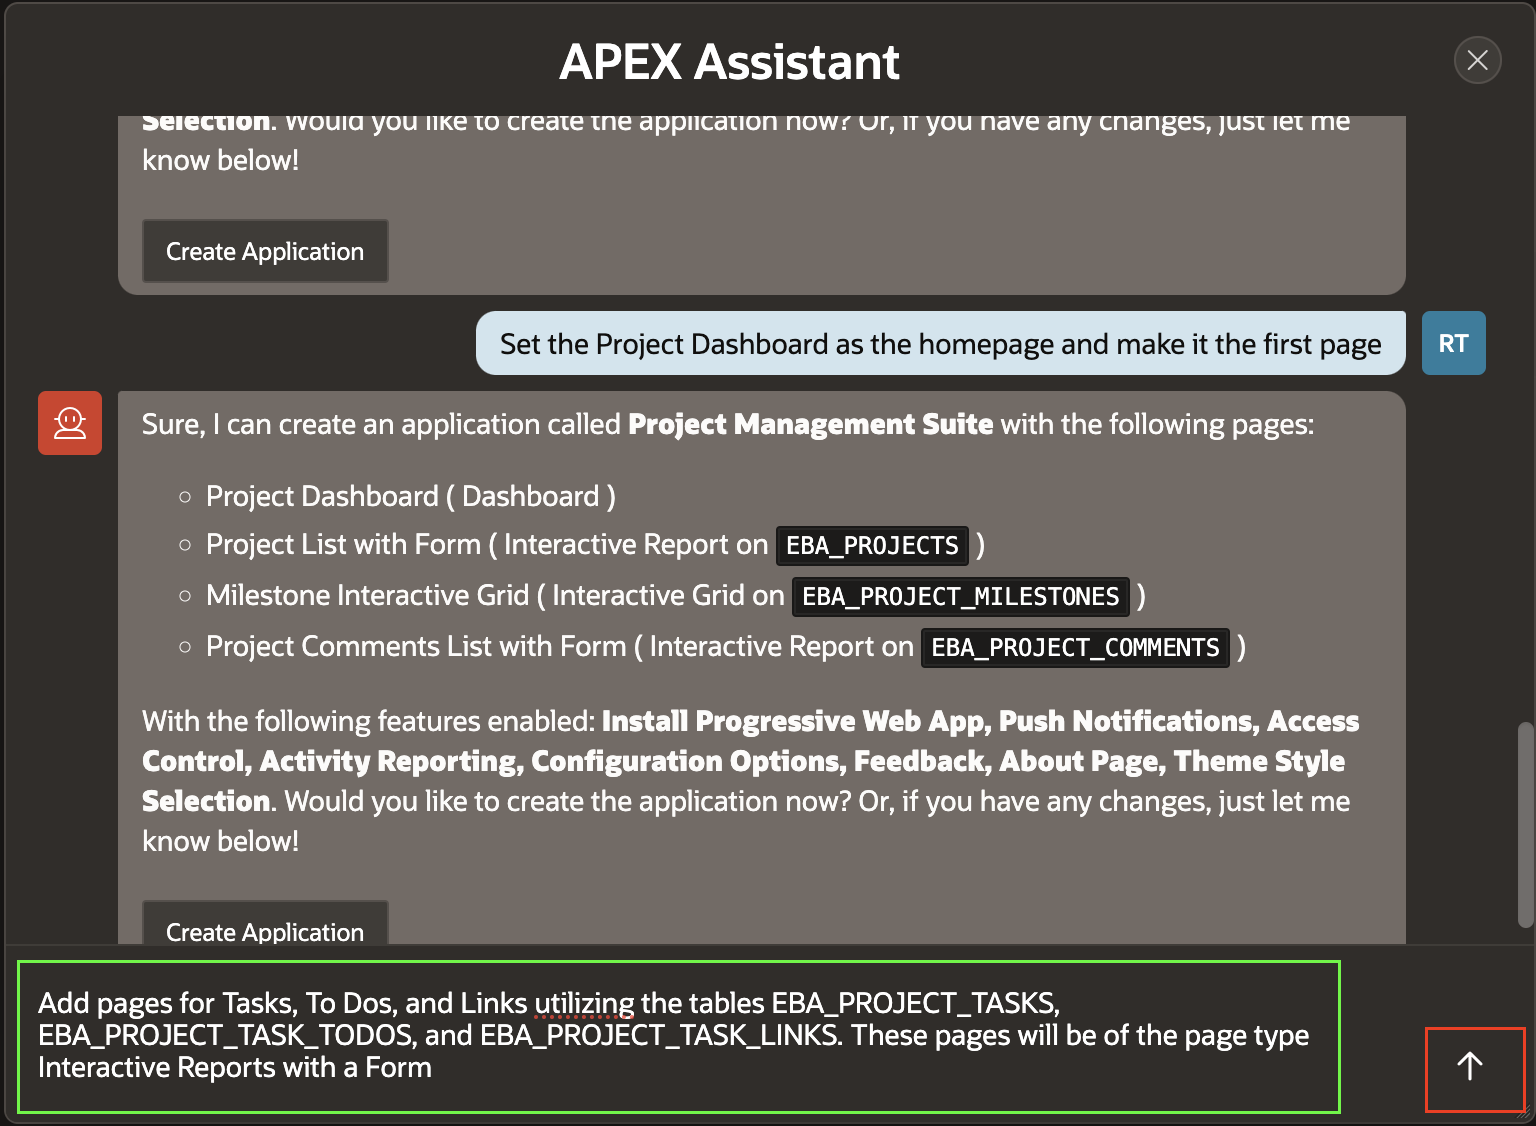 APEX Assistant
Selection. Would you like to create the application now? Or, if you have any changes, just let me
know below!
Create Application
Set the Project Dashboard as the homepage and make it the first page
RT
Sure, I can create an application called Project Management Suite with the following pages:
Project Dashboard ( Dashboard )
Project List with Form ( Interactive Report on EBA_PROJECTS )
Milestone Interactive Grid ( Interactive Grid on EBA_PROJECT_MILESTONES )
Project Comments List with Form ( Interactive Report on EBA_PROJECT_COMMENTS )
With the following features enabled: Install Progressive Web App, Push Notifications, Access
Control, Activity Reporting, Configuration Options, Feedback, About Page, Theme Style
Selection. Would you like to create the application now? Or, if you have any changes, just let me
know below!
Create Application
Add pages for Tasks, To Dos, and Links utilizing the tables EBA_PROJECT_TASKS,
EBA_PROJECT_TASK_TODOS, and EBA_PROJECT_TASK_LINKS. These pages will be of the page type
Interactive Reports with a Form